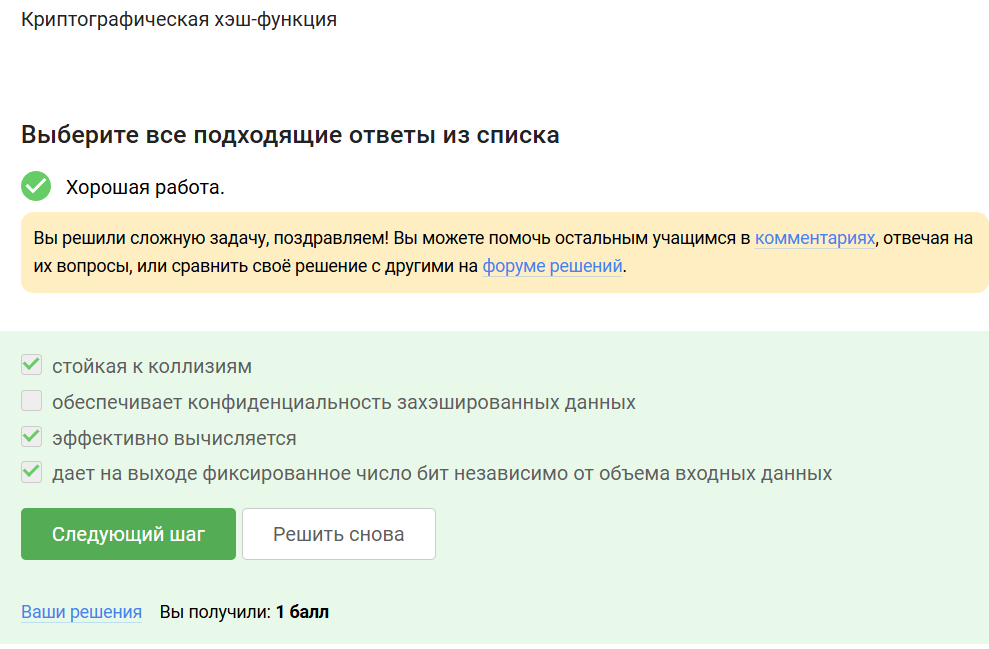 Криптографическая хэш-функция
Выберите все подходящие ответы из списка
Хорошая работа.
Вы решили сложную задачу, поздравляем! Вы можете помочь остальным учащимся в комментариях, отвечая на
их вопросы, или сравнить своё решение с другими на форуме решений.
стойкая к коллизиям
обеспечивает конфиденциальность захэшированных данных
эффективно вычисляется
дает на выходе фиксированное число бит независимо от объема входных данных
Следующий шаг Решить снова
Ваши решения Вы получили: 1 балл